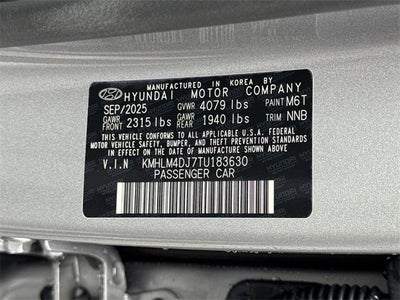 MANUFACTURED IN KOREA BY
HYUNDAI MOTOR COMPANY
SEP/2025 GVWR 4079 lbs PAINT M6T
GAWR FRONT 2315 lbs GAWR REAR 1940 lbs TRIM NNB
THIS VEHICLE CONFORMS TO ALL APPLICABLE U.S.A. FEDERAL
MOTOR VEHICLE SAFETY, BUMPER, AND THEFT PREVENTION
STANDARDS IN EFFECT ON THE DATE OF MANUFACTURE SHOWN ABOVE.
V.I.N KMHLM4DJ7TU183630
PASSENGER CAR